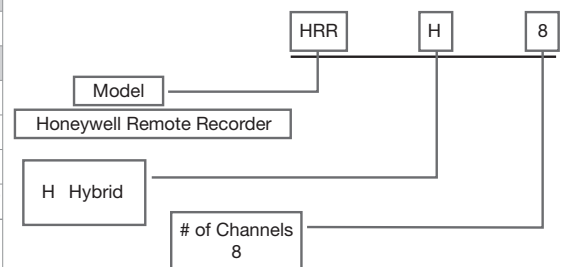 HRR H 8
Model
Honeywell Remote Recorder
H Hybrid
# of Channels
8